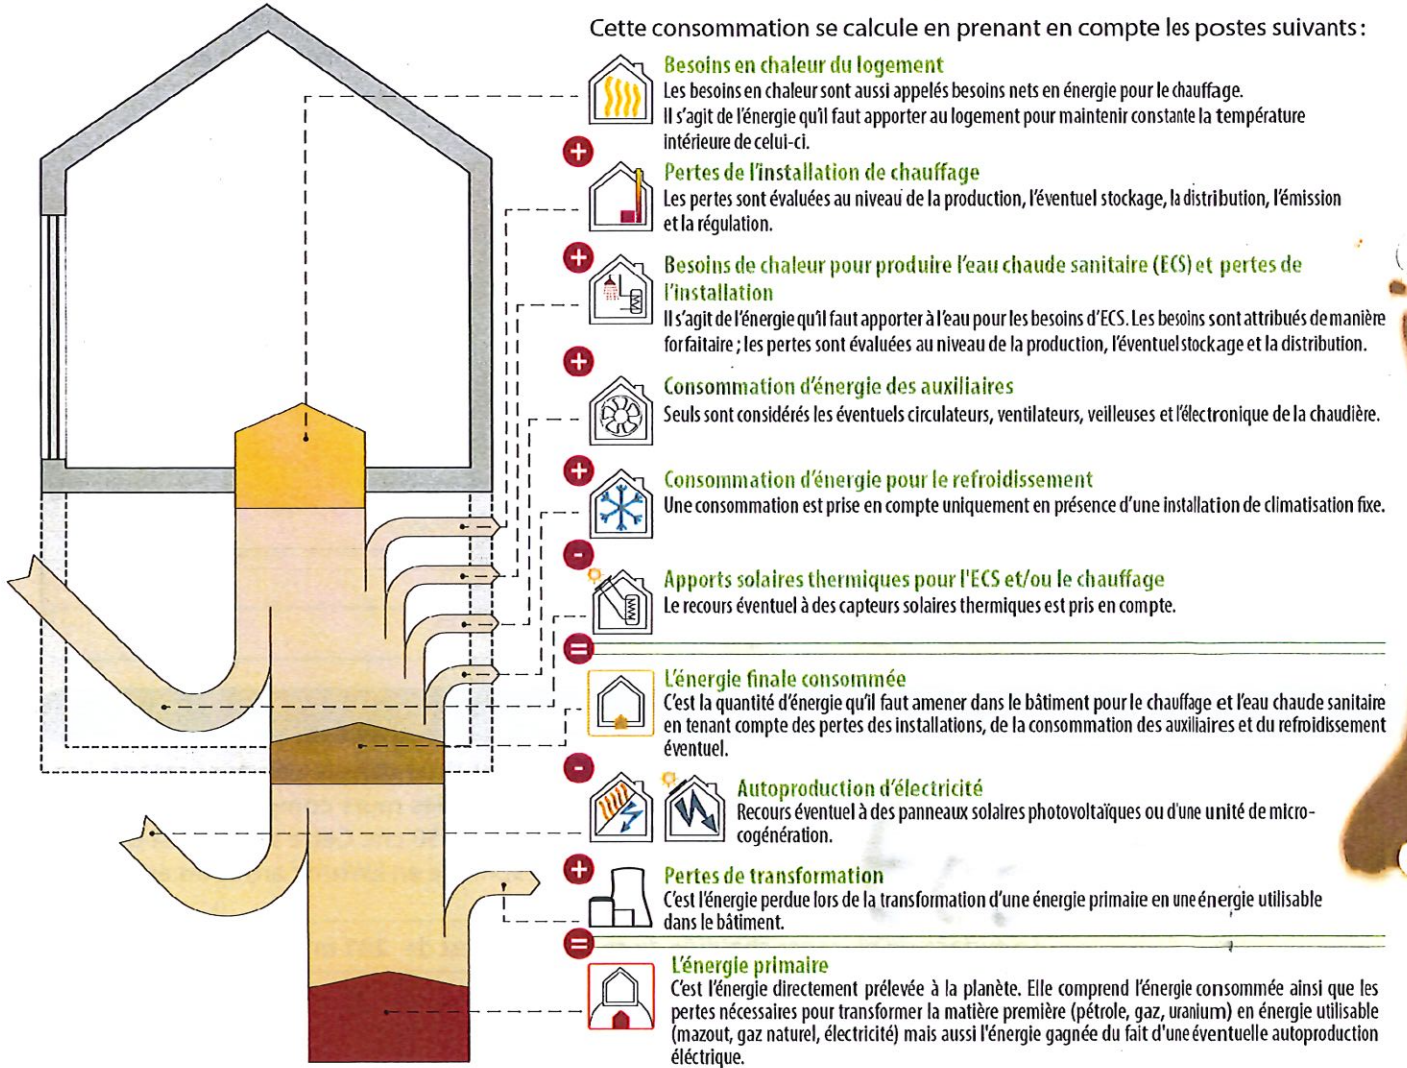 Cette consommation se calcule en prenant en compte les postes suivants :
Besoins en chaleur du logement
Les besoins en chaleur sont aussi appelés besoins nets en énergie pour le chauffage.
Il s'agit de l'énergie qu'il faut apporter au logement pour maintenir constante la température
intérieure de celui-ci.
+
Pertes de l'installation de chauffage
Les pertes sont évaluées au niveau de la production, l'éventuel stockage, la distribution, l'émission
et la régulation.
+
Besoins de chaleur pour produire l'eau chaude sanitaire (ECS) et pertes de
l'installation
Il s'agit de l'énergie qu'il faut apporter à l'eau pour les besoins d'ECS. Les besoins sont attribués de manière
forfaitaire ; les pertes sont évaluées au niveau de la production, l'éventuel stockage et la distribution.
+
Consommation d'énergie des auxiliaires
Seuls sont considérés les éventuels circulateurs, ventilateurs, veilleuses et l'électronique de la chaudière.
+
Consommation d'énergie pour le refroidissement
Une consommation est prise en compte uniquement en présence d'une installation de climatisation fixe.
-
Apports solaires thermiques pour l'ECS et/ou le chauffage
Le recours éventuel à des capteurs solaires thermiques est pris en compte.
=
L'énergie finale consommée
C'est la quantité d'énergie qu'il faut amener dans le bâtiment pour le chauffage et l'eau chaude sanitaire
en tenant compte des pertes des installations, de la consommation des auxiliaires et du refroidissement
éventuel.
-
Autoproduction d'électricité
Recours éventuel à des panneaux solaires photovoltaïques ou d'une unité de micro-
cogénération.
+
Pertes de transformation
C'est l'énergie perdue lors de la transformation d'une énergie primaire en une énergie utilisable
dans le bâtiment.
=
L'énergie primaire
C'est l'énergie directement prélevée à la planète. Elle comprend l'énergie consommée ainsi que les
pertes nécessaires pour transformer la matière première (pétrole, gaz, uranium) en énergie utilisable
(mazout, gaz naturel, électricité) mais aussi l'énergie gagnée du fait d'une éventuelle autoproduction
éléctrique.